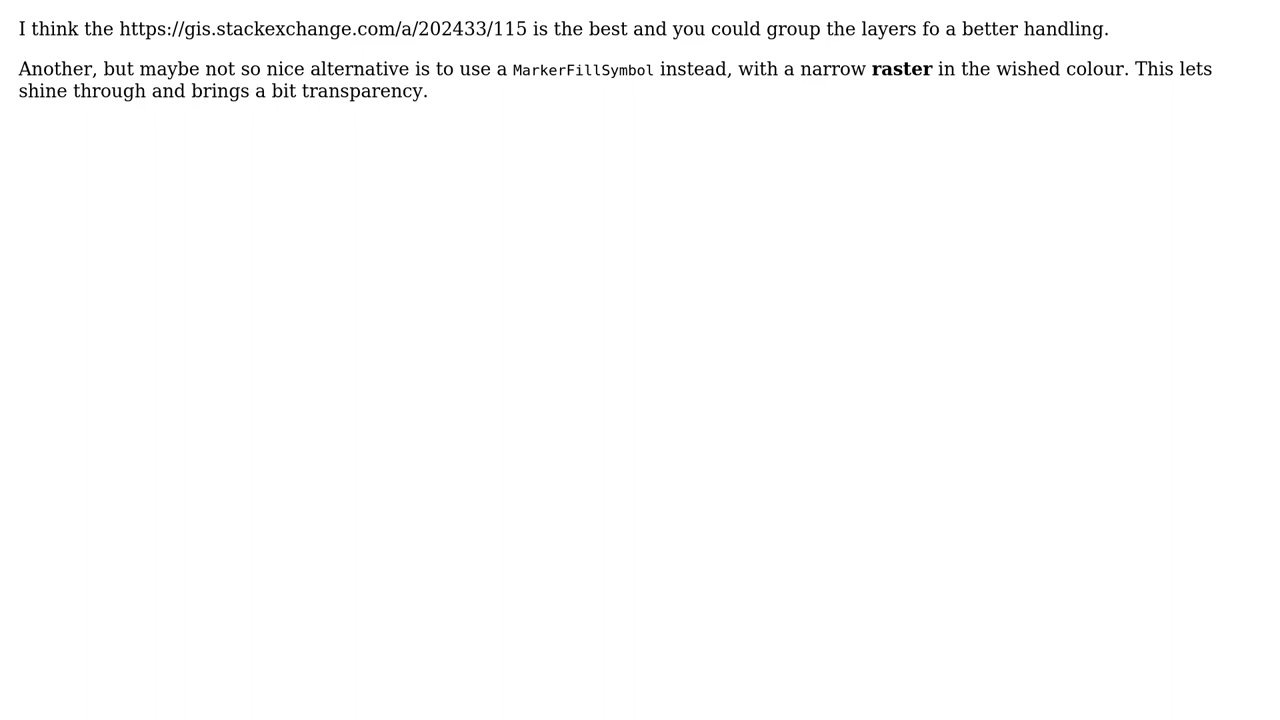 I think the https://gis.stackexchange.com/a/202433/115 is the best and you could group the layers fo a better handling.
Another, but maybe not so nice alternative is to use a MarkerFillSymbol instead, with a narrow raster in the wished colour. This lets
shine through and brings a bit transparency.